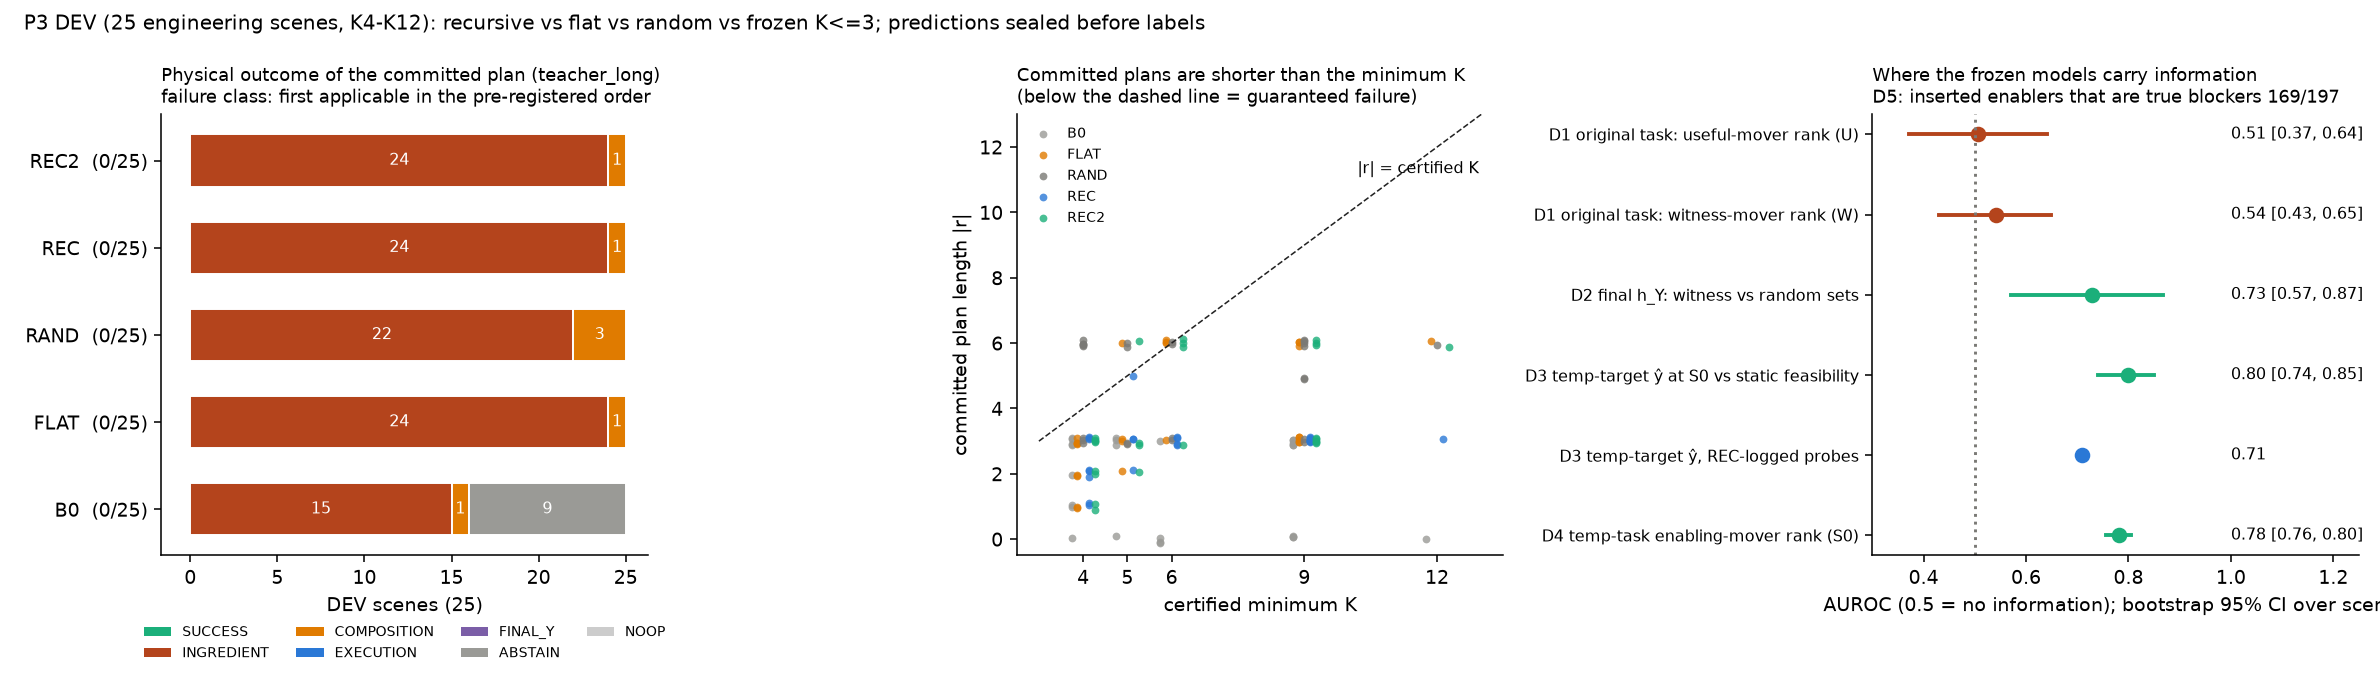 P3 DEV (25 engineering scenes, K4-K12): recursive vs flat vs random vs frozen K<=3; predictions sealed before labels
Physical outcome of the committed plan (teacher_long)
failure class: first applicable in the pre-registered order
REC2 (0/25)
24
1
REC (0/25)
24
1
RAND (0/25)
22
3
FLAT (0/25)
24
1
B0 (0/25)
15
1
9
0
5
10
15
20
25
DEV scenes (25)
SUCCESS
COMPOSITION
FINAL_Y
NOOP
INGREDIENT
EXECUTION
ABSTAIN
Committed plans are shorter than the minimum K
(below the dashed line = guaranteed failure)
B0
FLAT
RAND
REC
REC2
|r| = certified K
committed plan length |r|
12
10
8
6
4
2
0
4
5
6
9
12
certified minimum K
Where the frozen models carry information
D5: inserted enablers that are true blockers 169/197
D1 original task: useful-mover rank (U)
0.51 [0.37, 0.64]
D1 original task: witness-mover rank (W)
0.54 [0.43, 0.65]
D2 final h_Y: witness vs random sets
0.73 [0.57, 0.87]
D3 temp-target ŷ at S0 vs static feasibility
0.80 [0.74, 0.85]
D3 temp-target ŷ, REC-logged probes
0.71
D4 temp-task enabling-mover rank (S0)
0.78 [0.76, 0.80]
0.4
0.6
0.8
1.0
1.2
AUROC (0.5 = no information); bootstrap 95% CI over scen